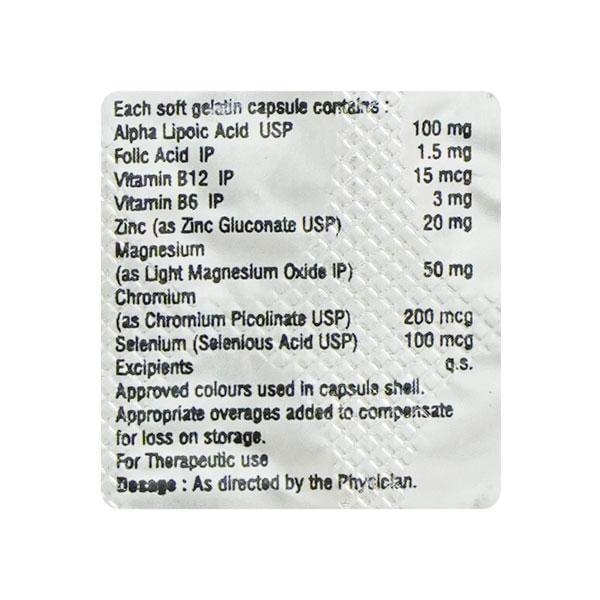 Each soft gelatin capsule contains :
Alpha Lipoic Acid USP 100 mg
Folic Acid IP 1.5 mg
Vitamin B12 IP 15 mcg
Vitamin B6 IP 3 mg
Zinc (as Zinc Gluconate USP) 20 mg
Magnesium
(as Light Magnesium Oxide IP) 50 mg
Chromium
(as Chromium Picolinate USP) 200 mcg
Selenium (Selenious Acid USP) 100 mcg
Excipients q.s.
Approved colours used in capsule shell.
Appropriate overages added to compensate
for loss on storage.
For Therapeutic use
Dosage : As directed by the Physician.